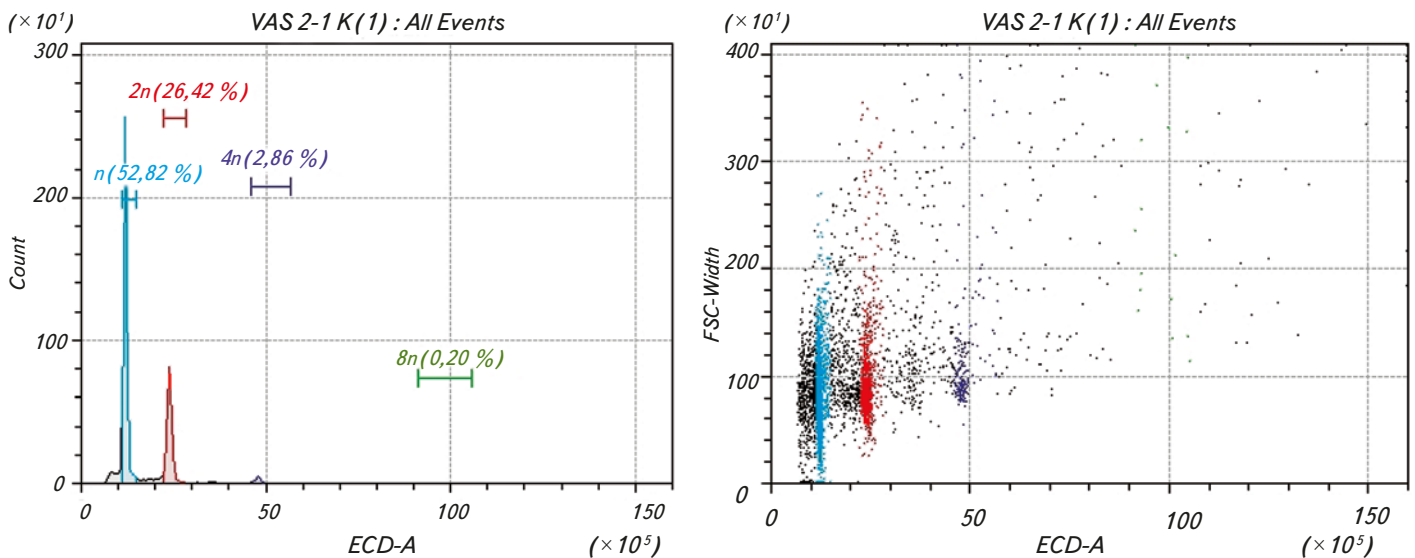 (×10¹) VAS 2-1 K(1) : All Events
300
2n(26,42 %)
4n(2,86 %)
n(52,82 %)
200
Count
100
8n(0,20 %)
0
0 50 100 150
ECD-A (×10⁵)
(×10¹) VAS 2-1 K(1) : All Events
400
300
FSC-Width
200
100
0
0 50 100 150
ECD-A (×10⁵)